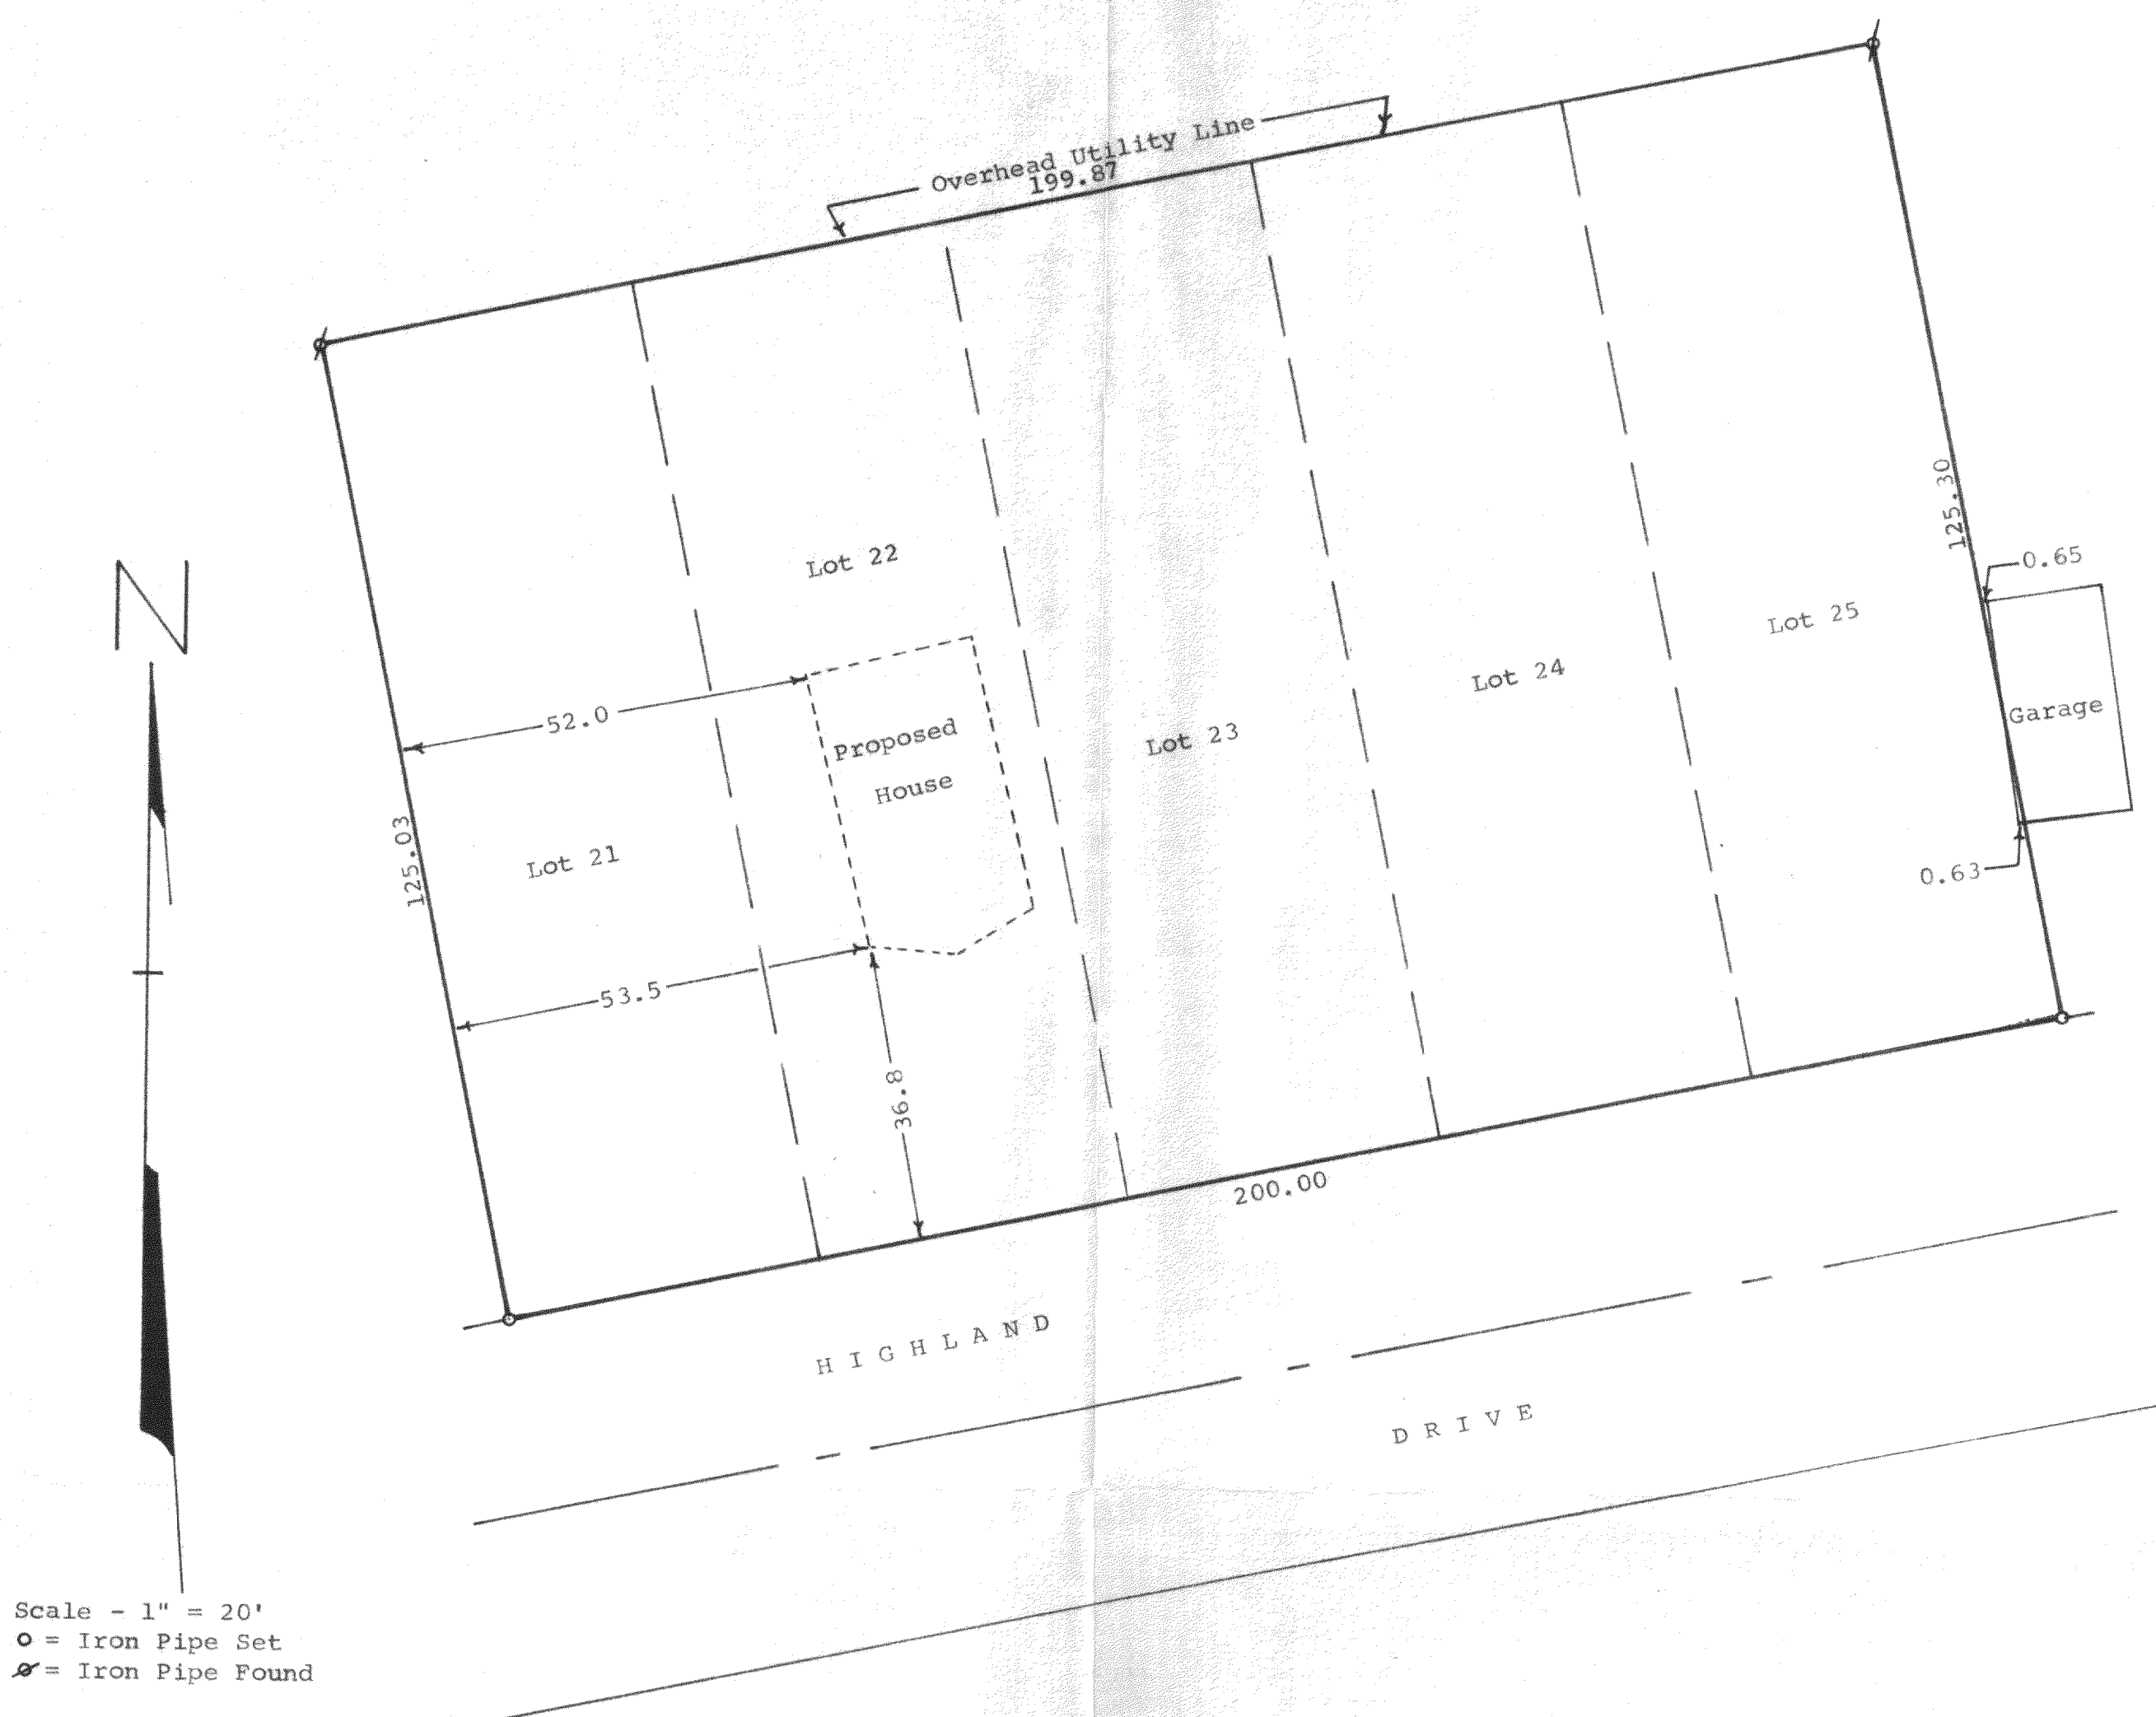 Overhead Utility Line
199.87
N
125.30
0.65
Lot 22
Lot 25
Lot 24
52.0
Proposed
House
Lot 23
Garage
125.03
Lot 21
0.63
53.5
36.8
200.00
HIGHLAND
DRIVE
Scale - 1" = 20'
= Iron Pipe Set
= Iron Pipe Found